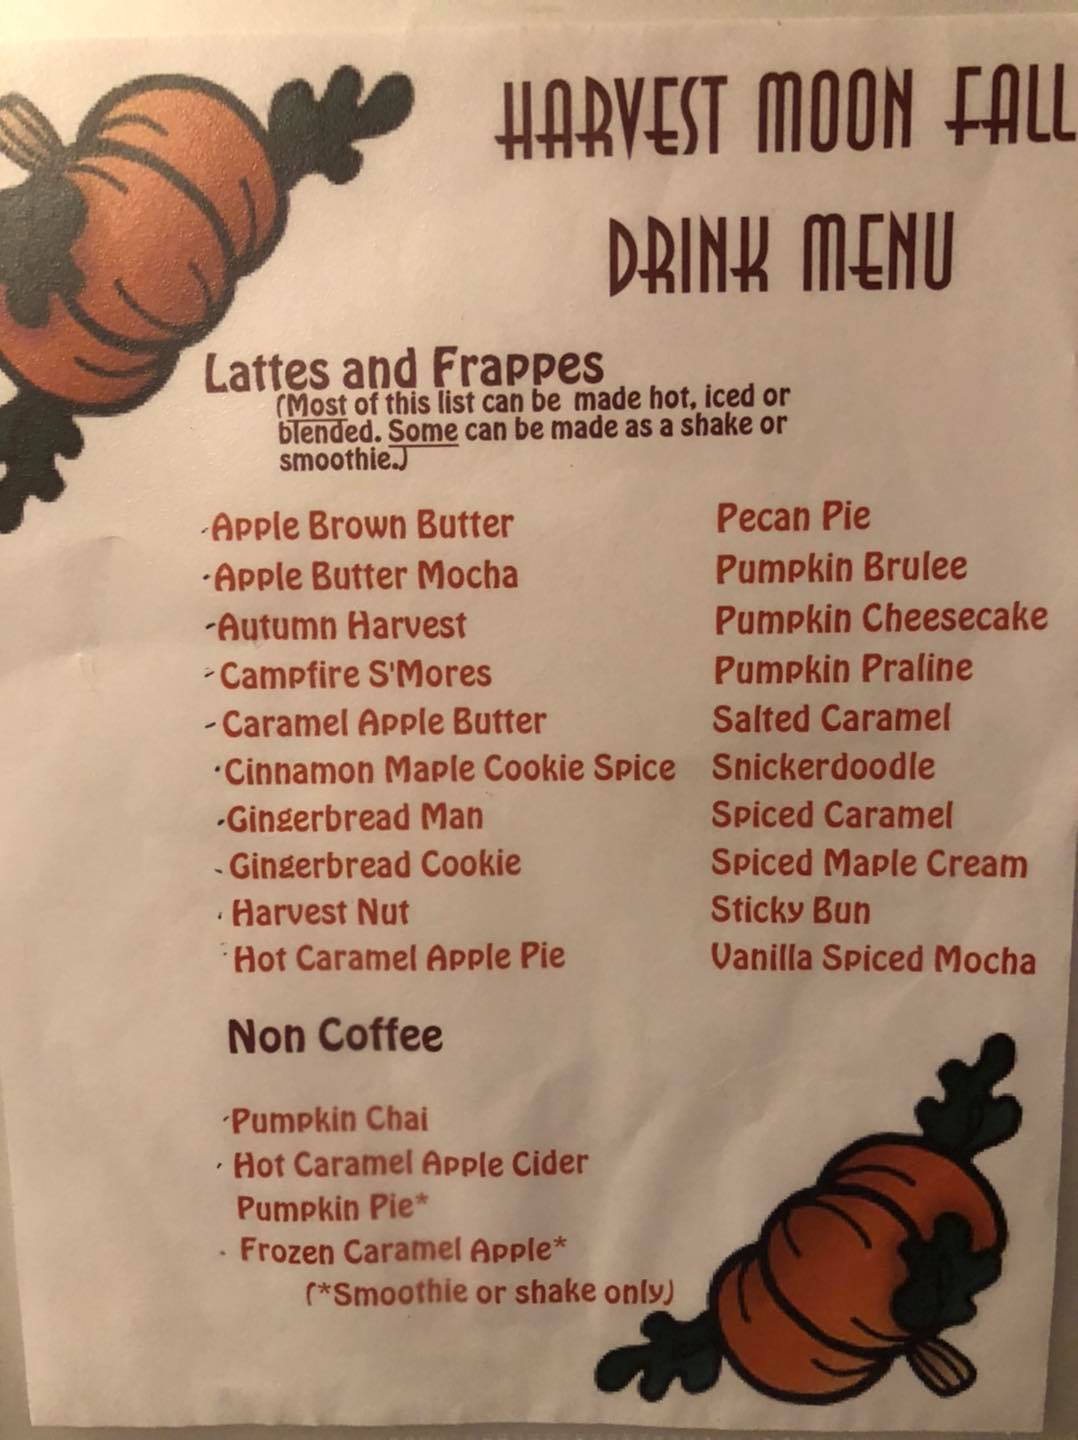 HARVEST MOON FALL
DRINK MENU
Lattes and Frappes
(Most of this list can be made hot, iced or
blended. Some can be made as a shake or
smoothie.)
Apple Brown Butter
Apple Butter Mocha
Autumn Harvest
Campfire S'Mores
Caramel Apple Butter
Cinnamon Maple Cookie Spice
Gingerbread Man
Gingerbread Cookie
Harvest Nut
Hot Caramel Apple Pie
Pecan Pie
Pumpkin Brulee
Pumpkin Cheesecake
Pumpkin Praline
Salted Caramel
Snickerdoodle
Spiced Caramel
Spiced Maple Cream
Sticky Bun
Vanilla Spiced Mocha
Non Coffee
Pumpkin Chai
Hot Caramel Apple Cider
Pumpkin Pie*
Frozen Caramel Apple*
(*Smoothie or shake only)